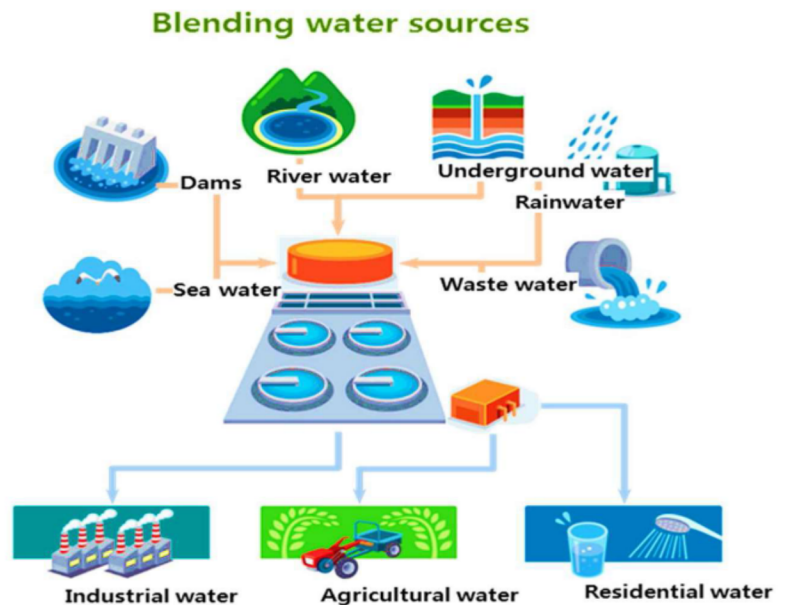 Blending water sources
Dams
River water
Underground water
Rainwater
Sea water
Waste water
Industrial water
Agricultural water
Residential water